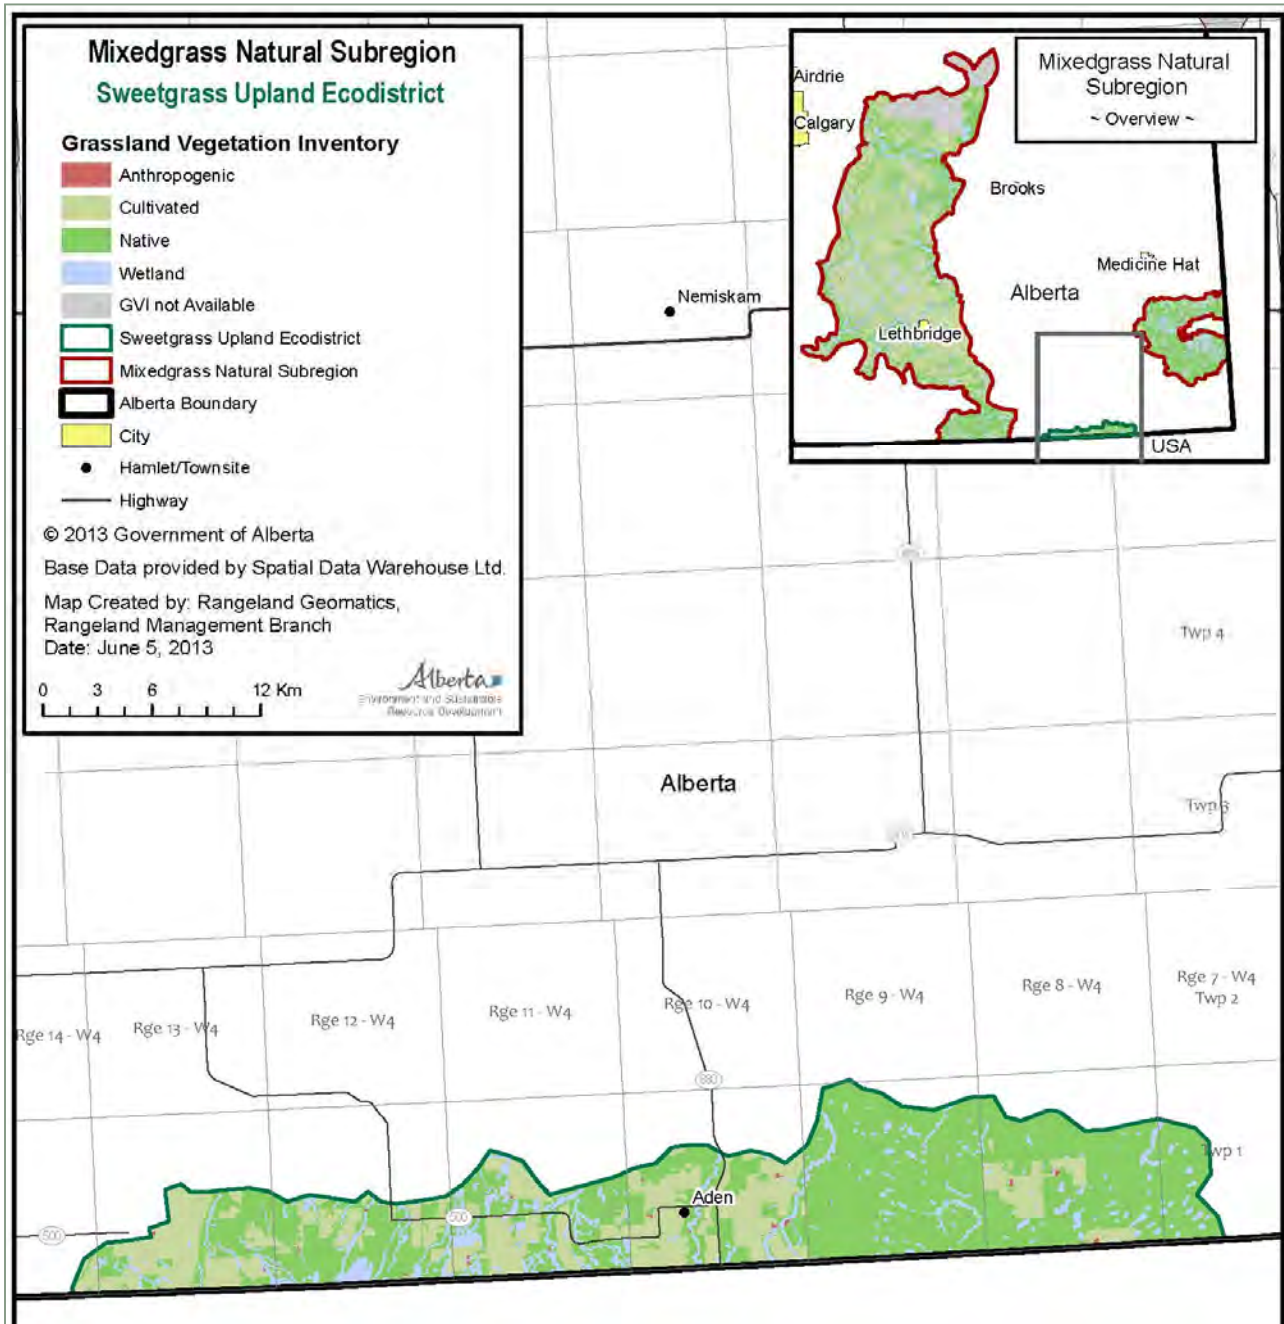 Mixedgrass Natural Subregion
Sweetgrass Upland Ecodistrict
Grassland Vegetation Inventory
Anthropogenic
Cultivated
Native
Wetland
GVI not Available
Sweetgrass Upland Ecodistrict
Mixedgrass Natural Subregion
Alberta Boundary
City
Hamlet/Townsite
Highway
© 2013 Government of Alberta
Base Data provided by Spatial Data Warehouse Ltd.
Map Created by: Rangeland Geomatics,
Rangeland Management Branch
Date: June 5, 2013
0 3 6 12 Km
Alberta
Environment and Sustainable
Resource Development
Mixedgrass Natural
Subregion
~ Overview ~
Airdrie
Calgary
Brooks
Medicine Hat
Alberta
Lethbridge
USA
Nemiskam
Twp 4
Alberta
Twp 3
Rge 14 - W4
Rge 13 - W4
Rge 12 - W4
Rge 11 - W4
Rge 10 - W4
Rge 9 - W4
Rge 8 - W4
Rge 7 - W4
Twp 2
880
Twp 1
Aden
500
500